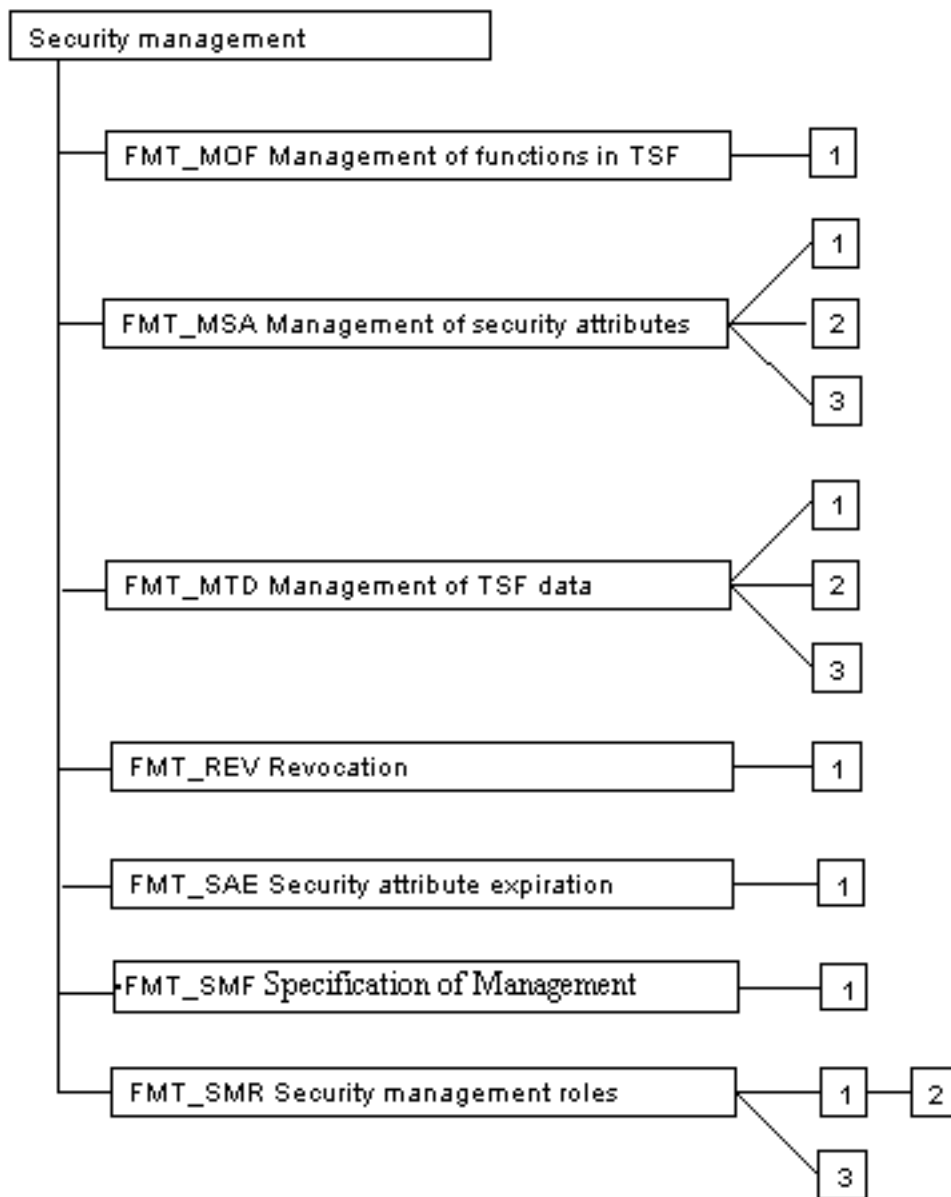 Security management
FMT_MOF Management of functions in TSF 1
1
FMT_MSA Management of security attributes 2
3
1
FMT_MTD Management of TSF data 2
3
FMT_REV Revocation 1
FMT_SAE Security attribute expiration 1
FMT_SMF Specification of Management 1
FMT_SMR Security management roles 1 2
3